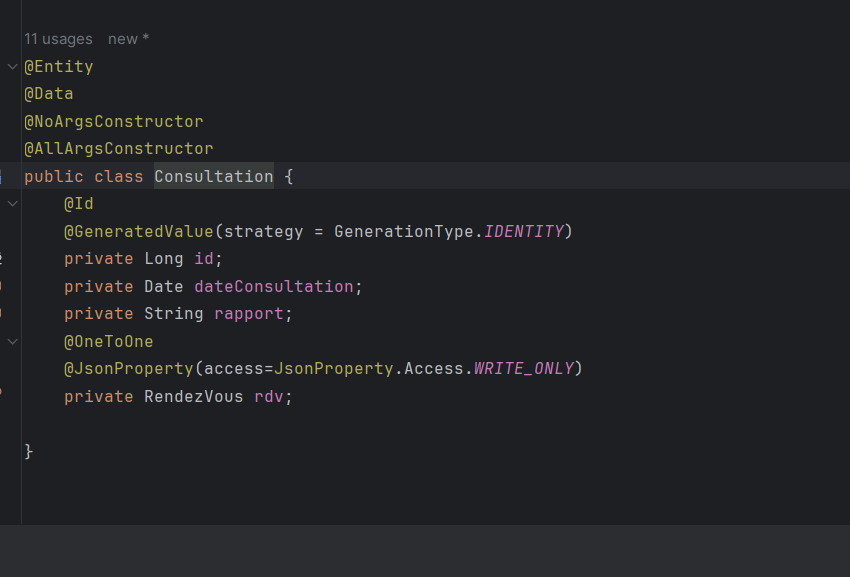 11 usages new *
@Entity
@Data
@NoArgsConstructor
@AllArgsConstructor
public class Consultation {
@Id
@GeneratedValue(strategy = GenerationType.IDENTITY)
private Long id;
private Date dateConsultation;
private String rapport;
@OneToOne
@JsonProperty(access=JsonProperty.Access.WRITE_ONLY)
private RendezVous rdv;
}